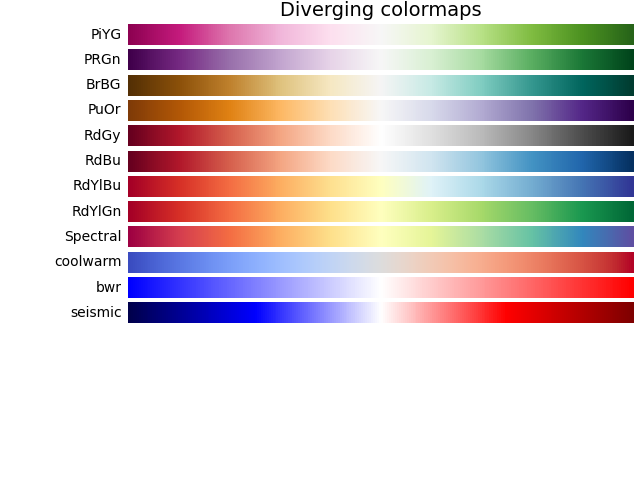 Diverging colormaps
PiYG
PRGn
BrBG
PuOr
RdGy
RdBu
RdYlBu
RdYlGn
Spectral
coolwarm
bwr
seismic